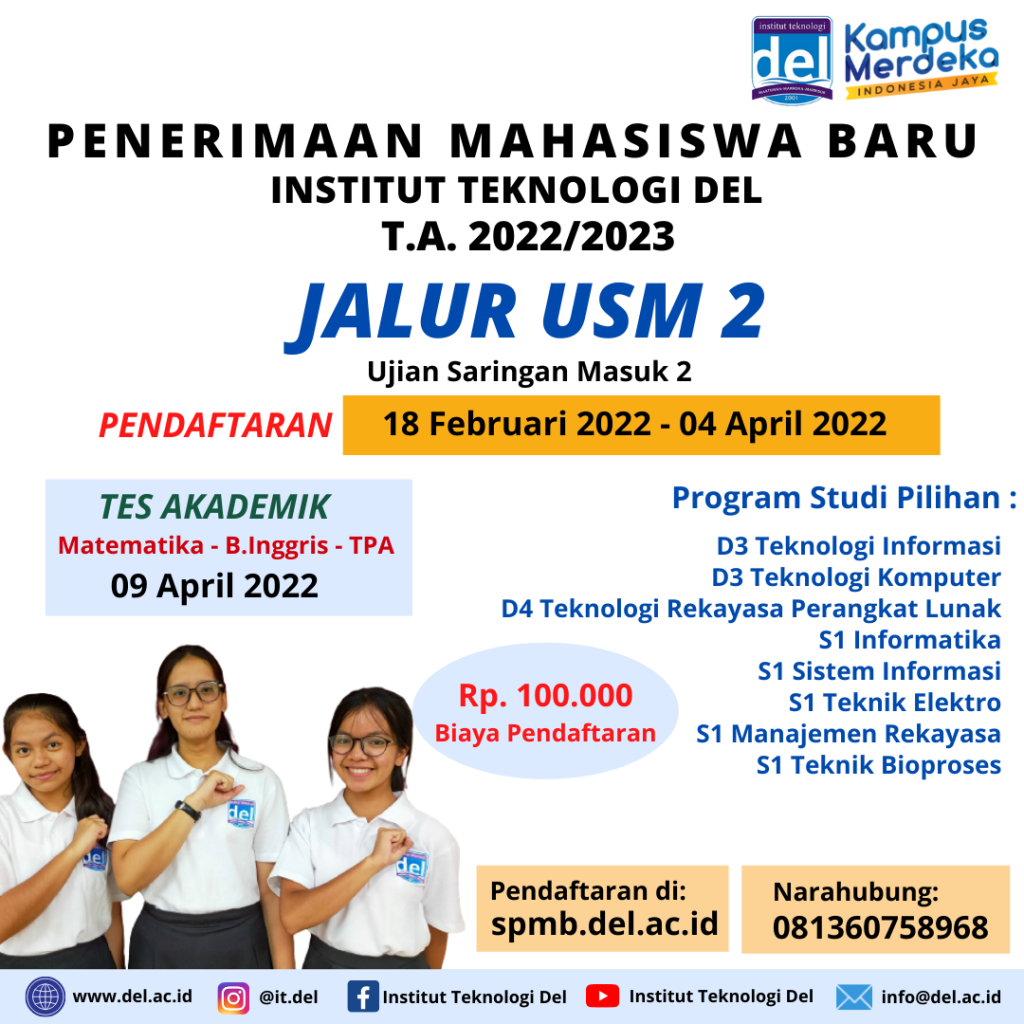 institut teknologi
del
MARTUHAN-MARROHA-MARBISUK
2001
Kampus
Merdeka
INDONESIA JAYA
PENERIMAAN MAHASISWA BARU
INSTITUT TEKNOLOGI DEL
T.A. 2022/2023
JALUR USM 2
Ujian Saringan Masuk 2
PENDAFTARAN
18 Februari 2022 - 04 April 2022
TES AKADEMIK
Matematika - B.Inggris - TPA
09 April 2022
Program Studi Pilihan :
D3 Teknologi Informasi
D3 Teknologi Komputer
D4 Teknologi Rekayasa Perangkat Lunak
S1 Informatika
S1 Sistem Informasi
S1 Teknik Elektro
S1 Manajemen Rekayasa
S1 Teknik Bioproses
Rp. 100.000
Biaya Pendaftaran
del
del
del
Pendaftaran di:
spmb.del.ac.id
Narahubung:
081360758968
www.del.ac.id
@it.del
Institut Teknologi Del
Institut Teknologi Del
info@del.ac.id